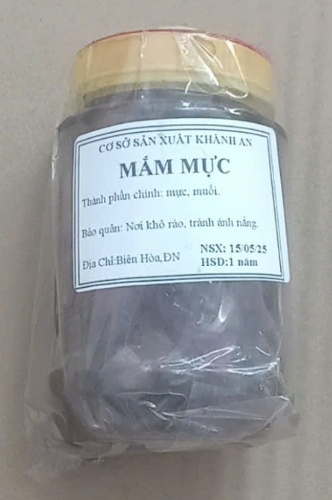 CƠ SỞ SẢN XUẤT KHÁNH AN
MẮM MỰC
Thành phần chính: mực, muối.
Bảo quản: Nơi khô ráo, tránh ánh nắng.
NSX: 15/05/25
Địa Chỉ:Biên Hòa,ĐN
HSD:1 năm